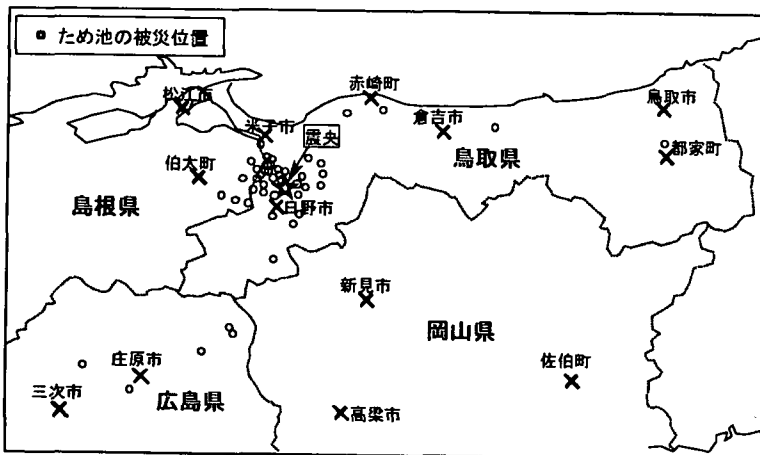 ため池の被災位置
赤崎町
松江市
鳥取市
米子市
倉吉市
震央
鳥取県
都家町
伯太町
島根県
日野市
新見市
岡山県
庄原市
佐伯町
三次市
広島県
高梁市